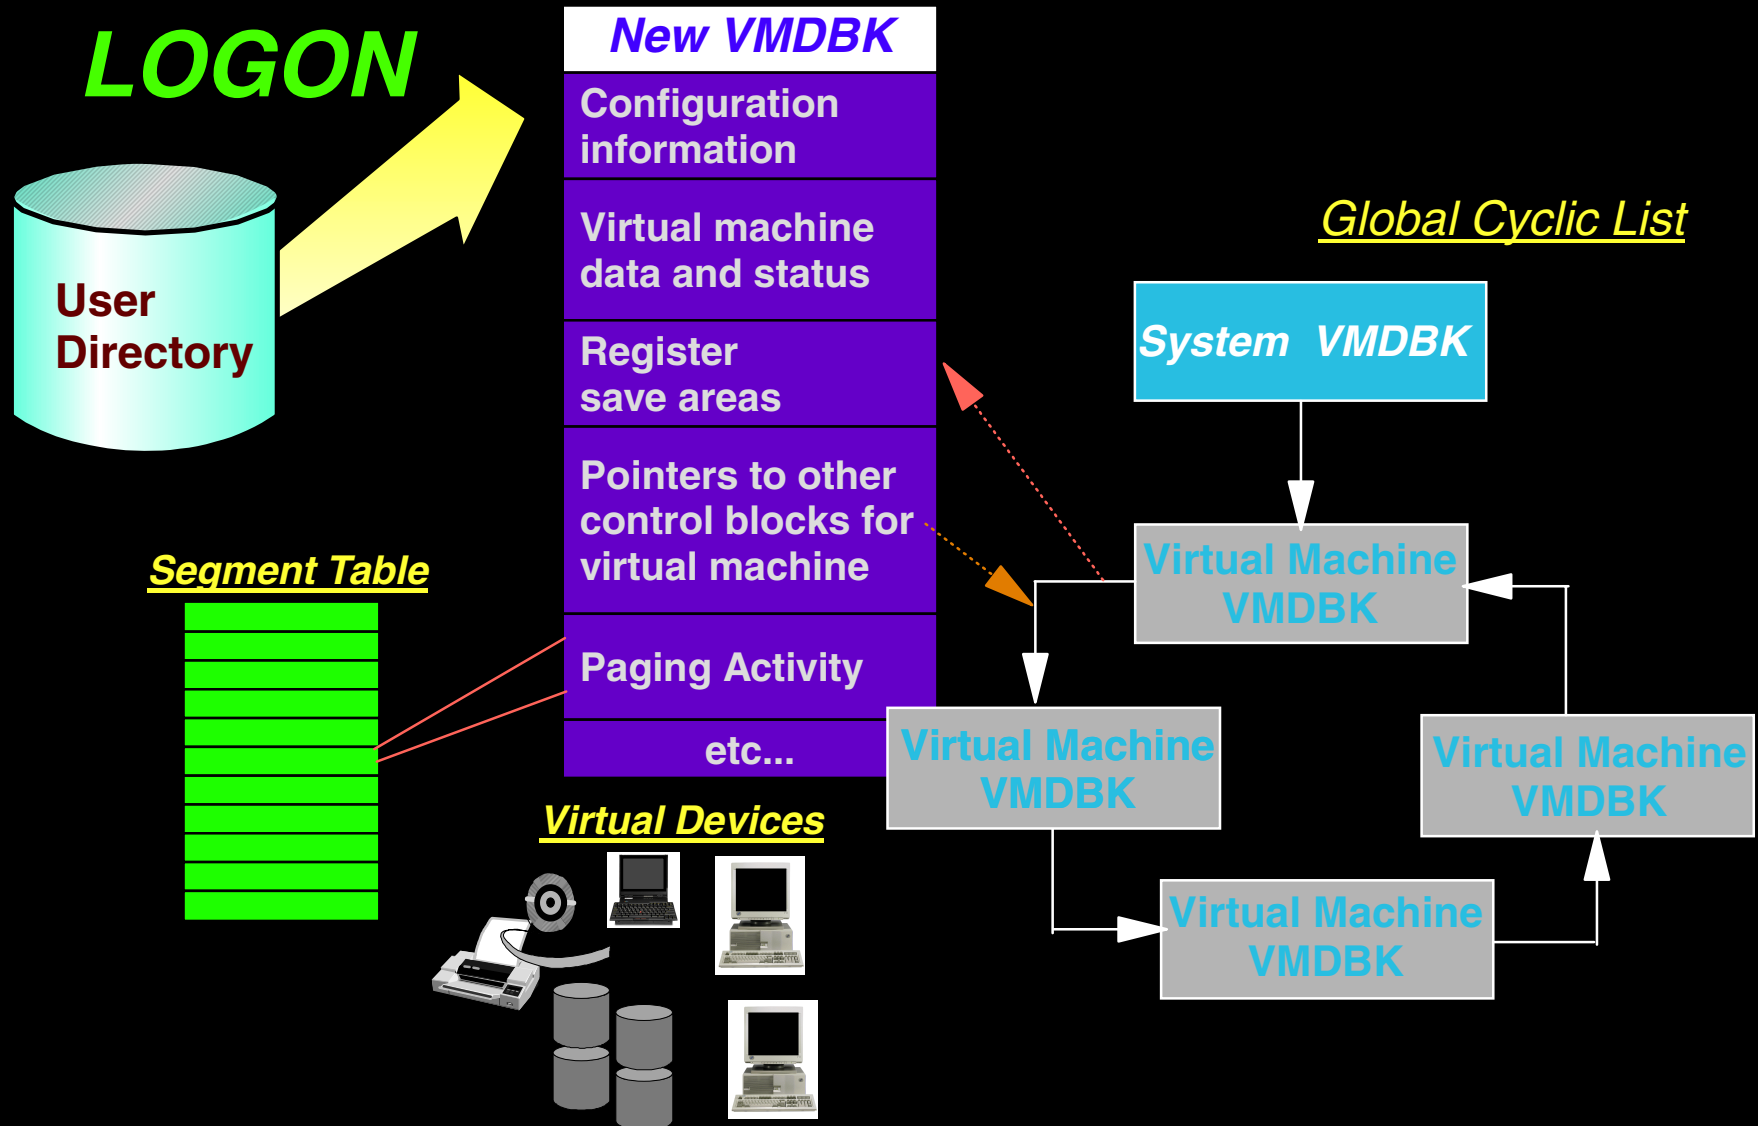 LOGON
User
Directory
New VMDBK
Configuration
information
Virtual machine
data and status
Register
save areas
Pointers to other
control blocks for
virtual machine
Paging Activity
etc...
Segment Table
Virtual Devices
Global Cyclic List
System VMDBK
Virtual Machine
VMDBK
Virtual Machine
VMDBK
Virtual Machine
VMDBK
Virtual Machine
VMDBK